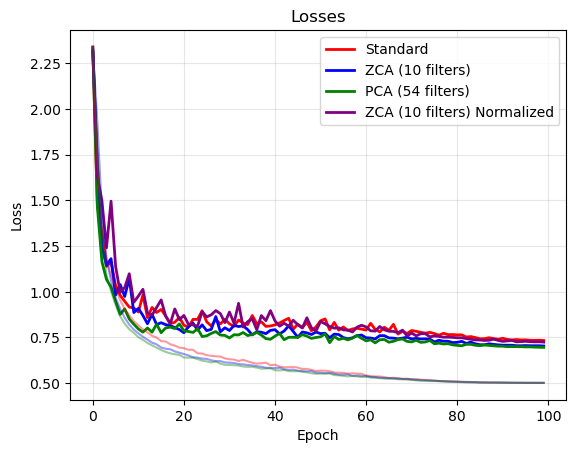 Losses
Standard
ZCA (10 filters)
PCA (54 filters)
ZCA (10 filters) Normalized
Loss
2.25
2.00
1.75
1.50
1.25
1.00
0.75
0.50
0
20
40
60
80
100
Epoch